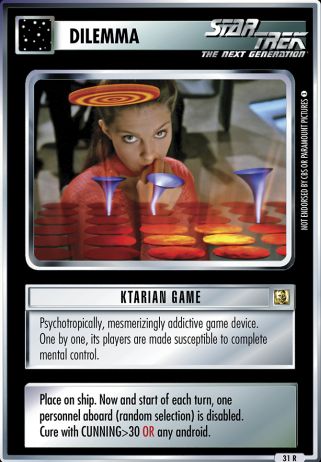 DILEMMA
STAR TREK
THE NEXT GENERATION
NOT ENDORSED BY CBS OR PARAMOUNT PICTURES
KTARIAN GAME
Psychotropically, mesmerizingly addictive game device.
One by one, its players are made susceptible to complete
mental control.
Place on ship. Now and start of each turn, one
personnel aboard (random selection) is disabled.
Cure with CUNNING>30 OR any android.
31 R